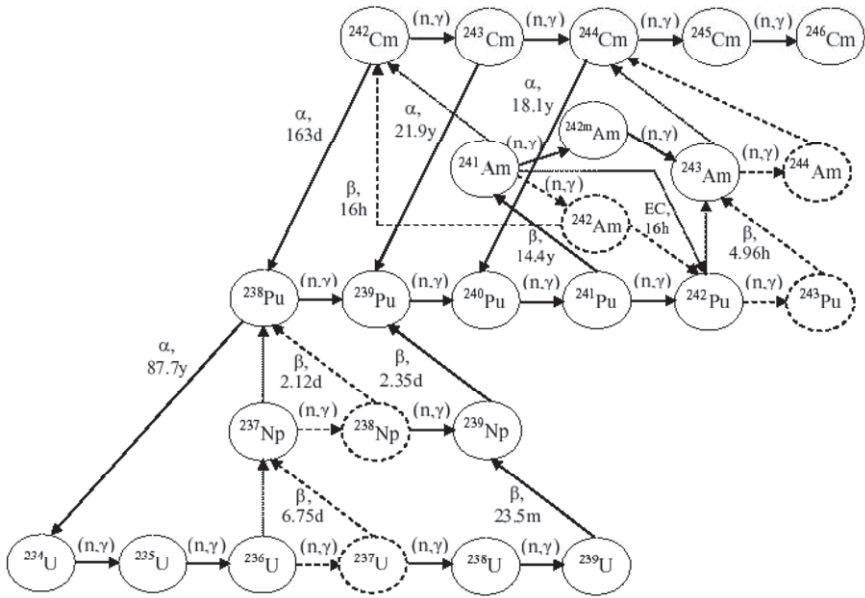 ²⁴²Cm (n,γ) ²⁴³Cm (n,γ) ²⁴⁴Cm (n,γ) ²⁴⁵Cm (n,γ) ²⁴⁶Cm
α,
163d
α,
21.9y
α,
18.1y
β,
16h
²⁴¹Am (n,γ) ²⁴²ᵐAm (n,γ) ²⁴³Am (n,γ) ²⁴⁴Am
(n,γ)
²⁴²Am
EC,
16h
β,
14.4y
β,
4.96h
²³⁸Pu (n,γ) ²³⁹Pu (n,γ) ²⁴⁰Pu (n,γ) ²⁴¹Pu (n,γ) ²⁴²Pu (n,γ) ²⁴³Pu
α,
87.7y
β,
2.12d
β,
2.35d
²³⁷Np (n,γ) ²³⁸Np (n,γ) ²³⁹Np
β,
6.75d
β,
23.5m
²³⁴U (n,γ) ²³⁵U (n,γ) ²³⁶U (n,γ) ²³⁷U (n,γ) ²³⁸U (n,γ) ²³⁹U